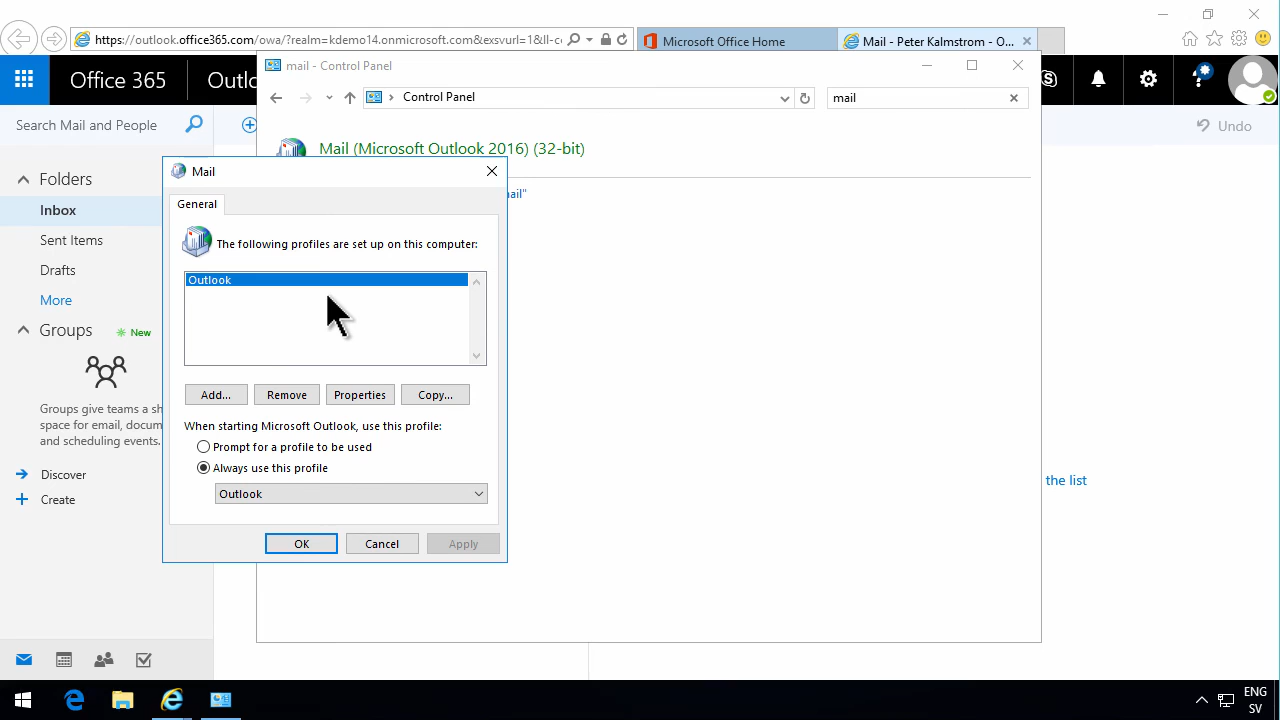 https://outlook.office365.com/owa/?realm=kdemo14.onmicrosoft.com&exsvurl=1&ll-c
Microsoft Office Home
Mail - Peter Kalmstrom - O...
Office 365
Outlo
mail - Control Panel
Control Panel
mail
Search Mail and People
Undo
Mail (Microsoft Outlook 2016) (32-bit)
ail"
Folders
Inbox
Sent Items
Drafts
More
Groups
New
Groups give teams a sh
space for email, docum
and scheduling events.
Discover
Create
Mail
General
The following profiles are set up on this computer:
Outlook
Add...
Remove
Properties
Copy...
When starting Microsoft Outlook, use this profile:
Prompt for a profile to be used
Always use this profile
Outlook
OK
Cancel
Apply
the list
ENG
SV